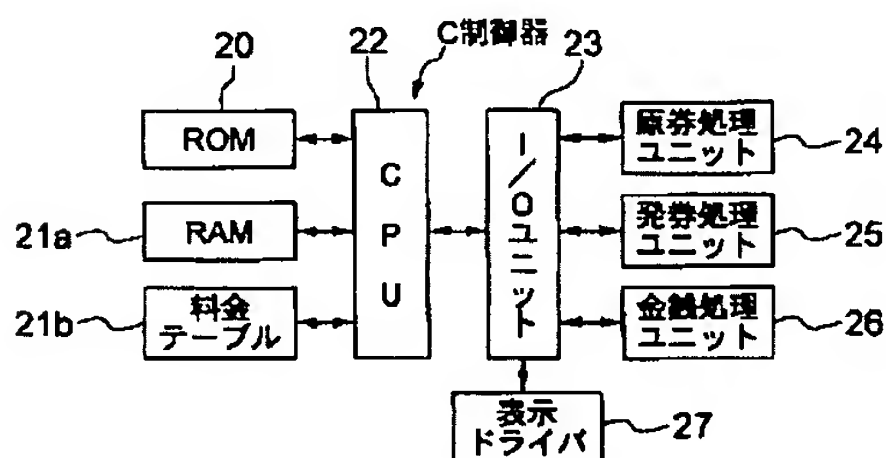 C制御器
20
22
23
ROM
CPU
I/Oユニット
原券処理
ユニット
24
21a
RAM
発券処理
ユニット
25
21b
料金
テーブル
金銭処理
ユニット
26
表示
ドライバ
27